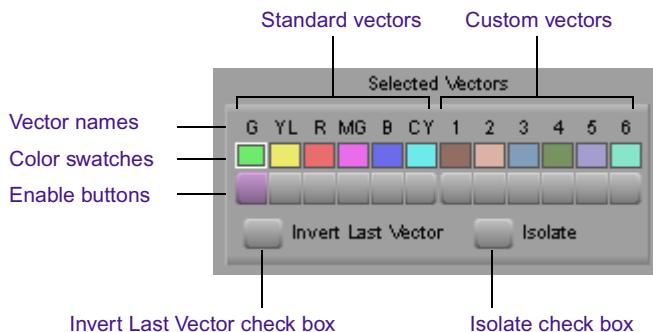 Standard vectors Custom vectors
Selected Vectors
Vector names G YL R MG B CY 1 2 3 4 5 6
Color swatches
Enable buttons
Invert Last Vector Isolate
Invert Last Vector check box Isolate check box